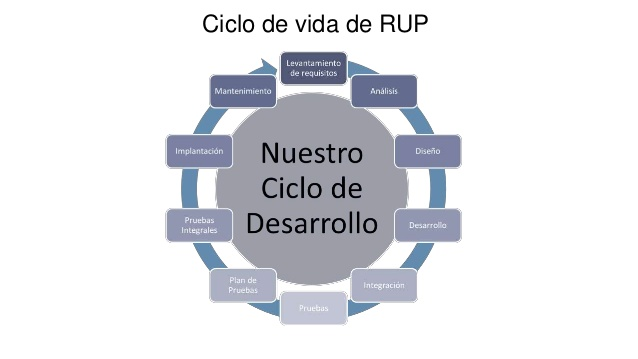 Ciclo de vida de RUP
Levantamiento
de requisitos
Análisis
Diseño
Desarrollo
Integración
Pruebas
Plan de
Pruebas
Pruebas
Integrales
Implantación
Mantenimiento
Nuestro
Ciclo de
Desarrollo